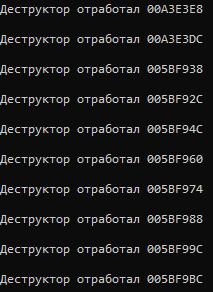 Деструктор отработал 00A3E3E8
Деструктор отработал 00A3E3DC
Деструктор отработал 005BF938
Деструктор отработал 005BF92C
Деструктор отработал 005BF94C
Деструктор отработал 005BF960
Деструктор отработал 005BF974
Деструктор отработал 005BF988
Деструктор отработал 005BF99C
Деструктор отработал 005BF9BC